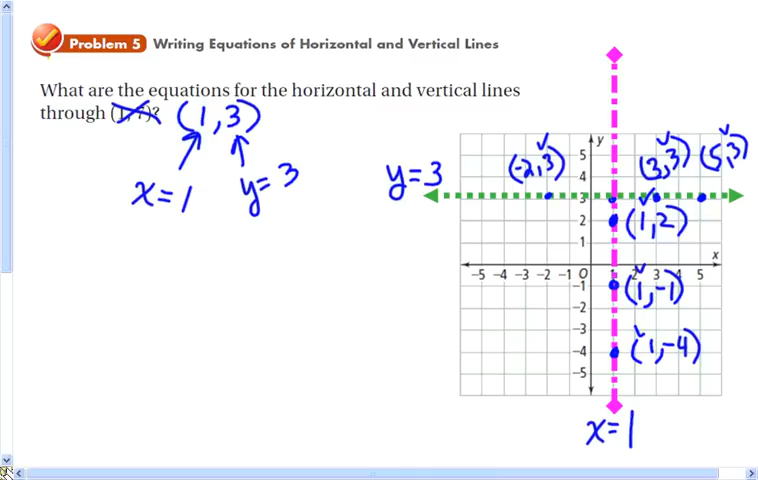 Problem 5 Writing Equations of Horizontal and Vertical Lines
What are the equations for the horizontal and vertical lines
through (1, 7)? (1, 3)
x=1 y=3
y=3 (-2,3) (3,3) (5,3)
(1,2)
(1,-1)
(1,-4)
y
5
4
3
2
1
x
-5 -4 -3 -2 -1 O 1 2 3 4 5
-1
-2
-3
-4
-5
x=1